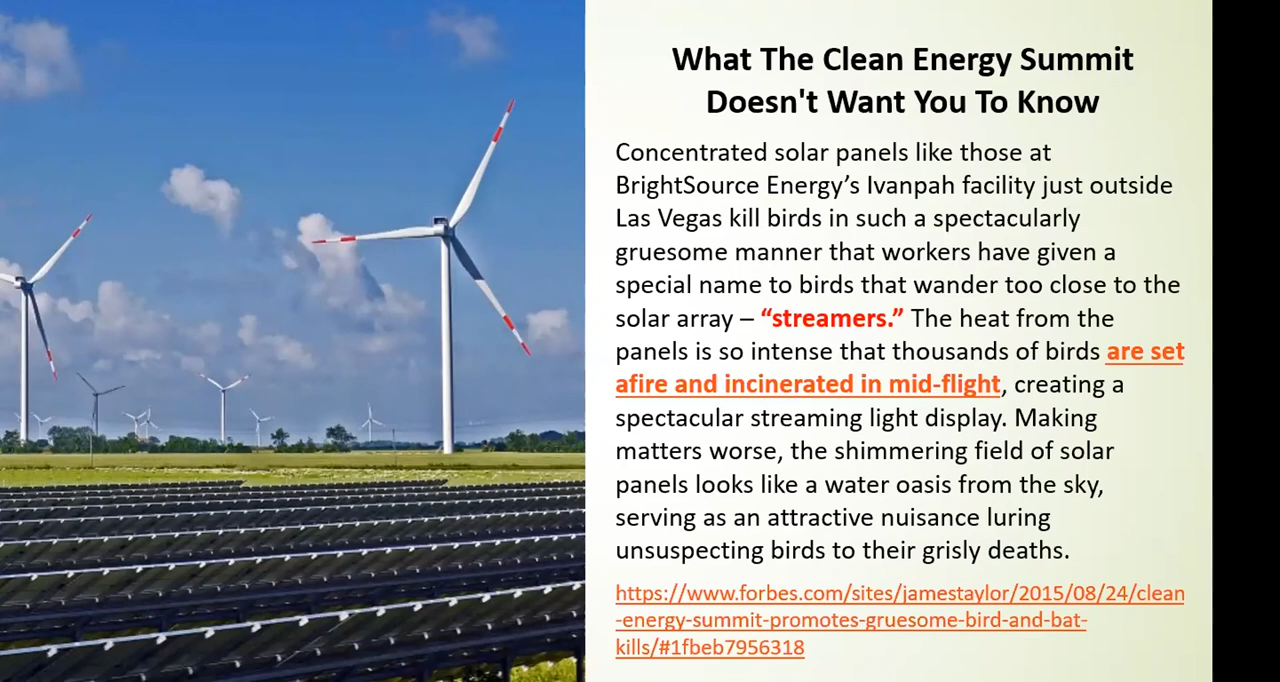 What The Clean Energy Summit
Doesn't Want You To Know
Concentrated solar panels like those at
BrightSource Energy’s Ivanpah facility just outside
Las Vegas kill birds in such a spectacularly
gruesome manner that workers have given a
special name to birds that wander too close to the
solar array – “streamers.” The heat from the
panels is so intense that thousands of birds are set
afire and incinerated in mid-flight, creating a
spectacular streaming light display. Making
matters worse, the shimmering field of solar
panels looks like a water oasis from the sky,
serving as an attractive nuisance luring
unsuspecting birds to their grisly deaths.
https://www.forbes.com/sites/jamestaylor/2015/08/24/clean
-energy-summit-promotes-gruesome-bird-and-bat-
kills/#1fbeb7956318